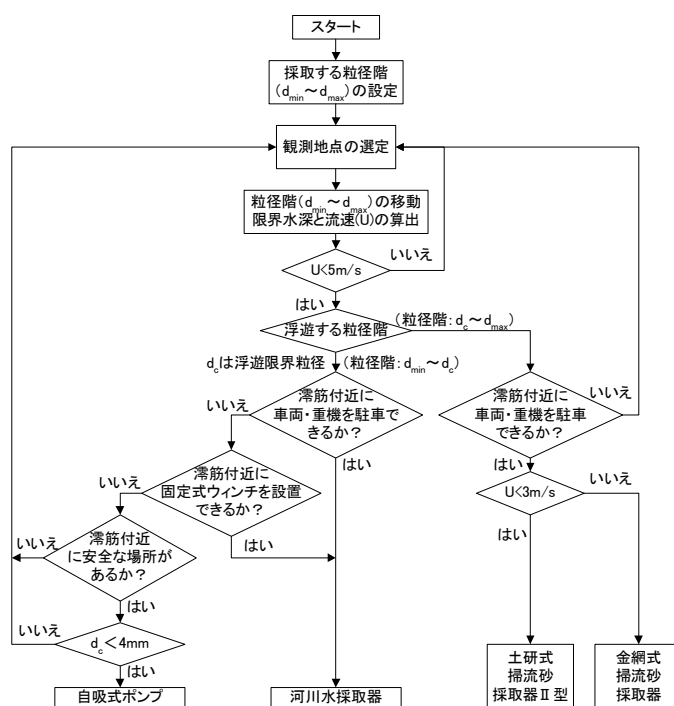 スタート
採取する粒径階
(dmin～dmax)の設定
観測地点の選定
粒径階(dmin～dmax)の移動
限界水深と流速(U)の算出
いいえ
U<5m/s
はい
浮遊する粒径階
(粒径階：dc～dmax)
dcは浮遊限界粒径
(粒径階：dmin～dc)
いいえ
澪筋付近に
車両・重機を駐車で
きるか？
澪筋付近に
車両・重機を駐車
できるか？
いいえ
はい
はい
いいえ
澪筋付近に
固定式ウィンチを設置
できるか？
U<3m/s
いいえ
はい
はい
いいえ
澪筋付近
に安全な場所が
あるか？
はい
いいえ
dc＜4mm
はい
自吸式ポンプ
河川水採取器
土研式
掃流砂
採取器Ⅱ型
金網式
掃流砂
採取器